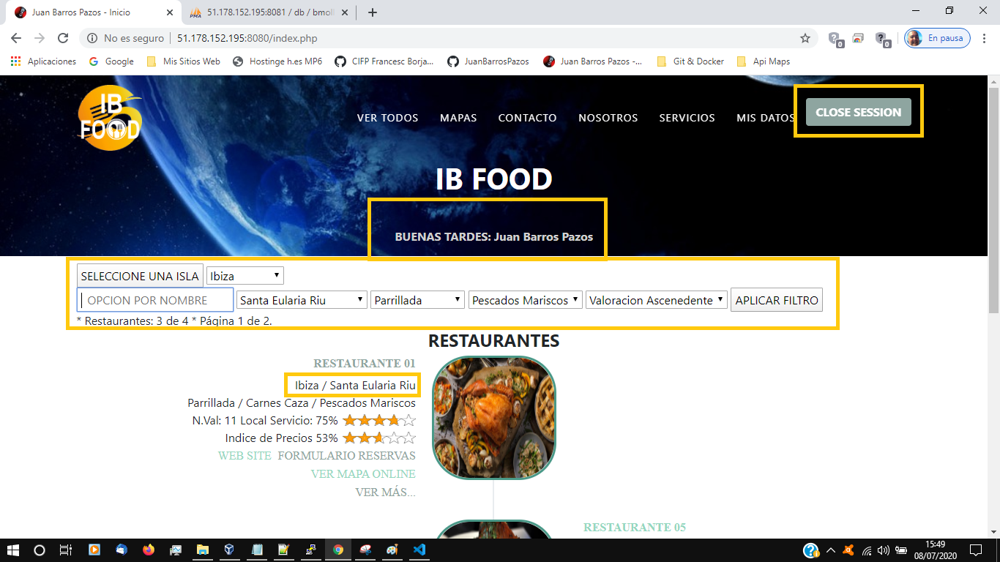 Juan Barros Pazos - Inicio
51.178.152.195:8081 / db / bmoli
No es seguro
51.178.152.195:8080/index.php
0
0
En pausa
Aplicaciones
Google
Mis Sitios Web
Hostinge h.es MP6
CIFP Francesc Borja...
JuanBarrosPazos
Juan Barros Pazos -...
Git & Docker
Api Maps
IB
FOOD
VER TODOS
MAPAS
CONTACTO
NOSOTROS
SERVICIOS
MIS DATOS
CLOSE SESSION
IB FOOD
BUENAS TARDES: Juan Barros Pazos
SELECCIONE UNA ISLA
Ibiza
OPCION POR NOMBRE
Santa Eularia Riu
Parrillada
Pescados Mariscos
Valoracion Ascenedente
APLICAR FILTRO
* Restaurantes: 3 de 4 * Página 1 de 2.
RESTAURANTES
RESTAURANTE 01
Ibiza / Santa Eularia Riu
Parrillada / Carnes Caza / Pescados Mariscos
N.Val: 11 Local Servicio: 75%
Indice de Precios 53%
WEB SITE FORMULARIO RESERVAS
VER MAPA ONLINE
VER MÁS...
RESTAURANTE 05
15:49
08/07/2020